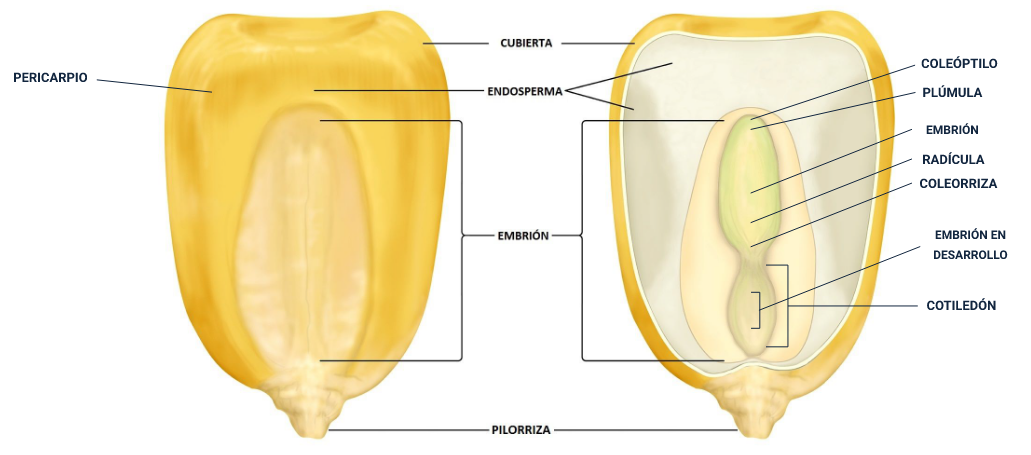 CUBIERTA
COLEÓPTILO
PERICARPIO
ENDOSPERMA
PLÚMULA
EMBRIÓN
RADÍCULA
COLEORRIZA
EMBRIÓN
EMBRIÓN EN
DESARROLLO
COTILEDÓN
PILORRIZA